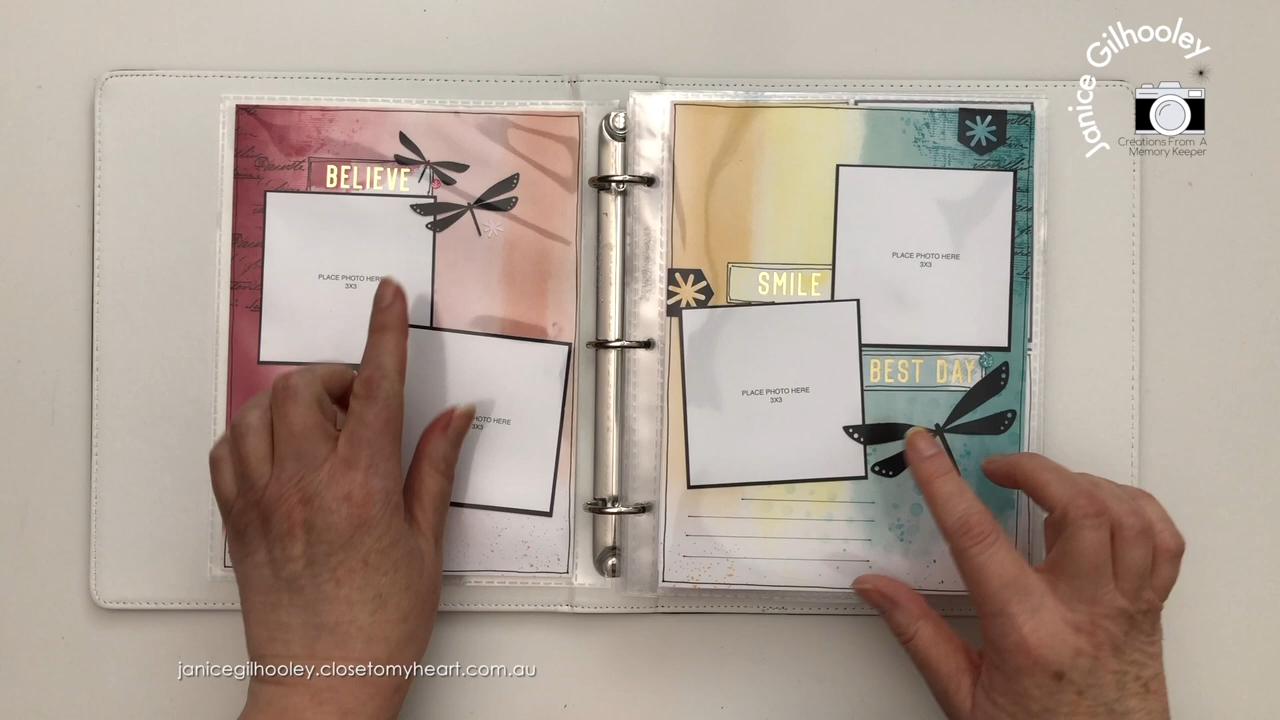 Janice Gilhooley
Creations From A
Memory Keeper
BELIEVE
PLACE PHOTO HERE
3X3
3X3
SMILE
PLACE PHOTO HERE
3X3
BEST DAY
PLACE PHOTO HERE
3X3
janicegilhooley.closetomyheart.com.au